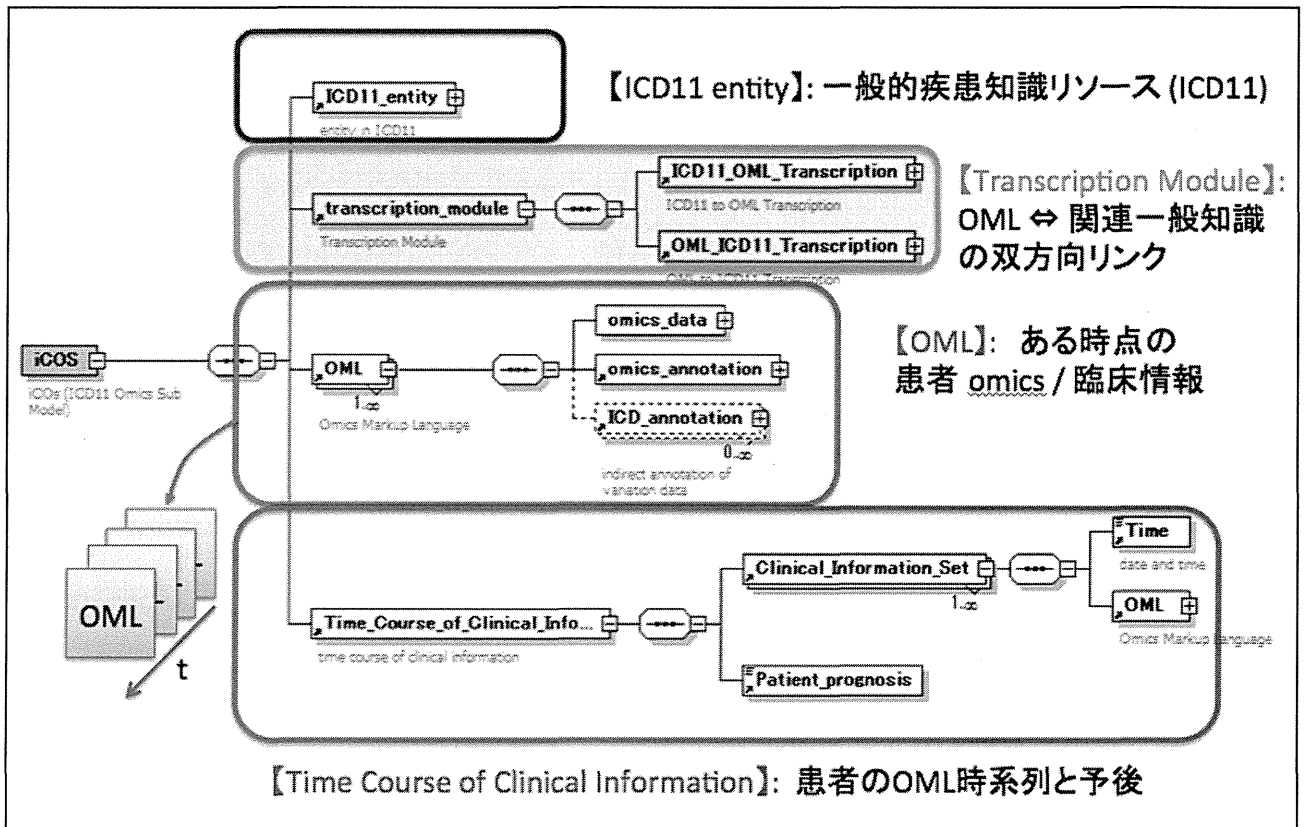 ICD11_entity
entity in ICD11
【ICD11 entity】: 一般的疾患知識リソース (ICD11)
transcription_module
Transcription Module
ICD11_OML_Transcription
ICD11 to OML Transcription
OML_ICD11_Transcription
OML to ICD11 Transcription
【Transcription Module】:
OML ⇔ 関連一般知識
の双方向リンク
iCOS
iCOs (ICD11 Omics Sub
Model)
OML
1..∞
Omics Markup Language
omics_data
omics_annotation
ICD_annotation
0..∞
indirect annotation of
variation data
【OML】: ある時点の
患者 omics / 臨床情報
OML
t
Time_Course_of_Clinical_Info...
time course of clinical information
Clinical_Information_Set
1..∞
Time
date and time
OML
Omics Markup Language
Patient_prognosis
【Time Course of Clinical Information】: 患者のOML時系列と予後